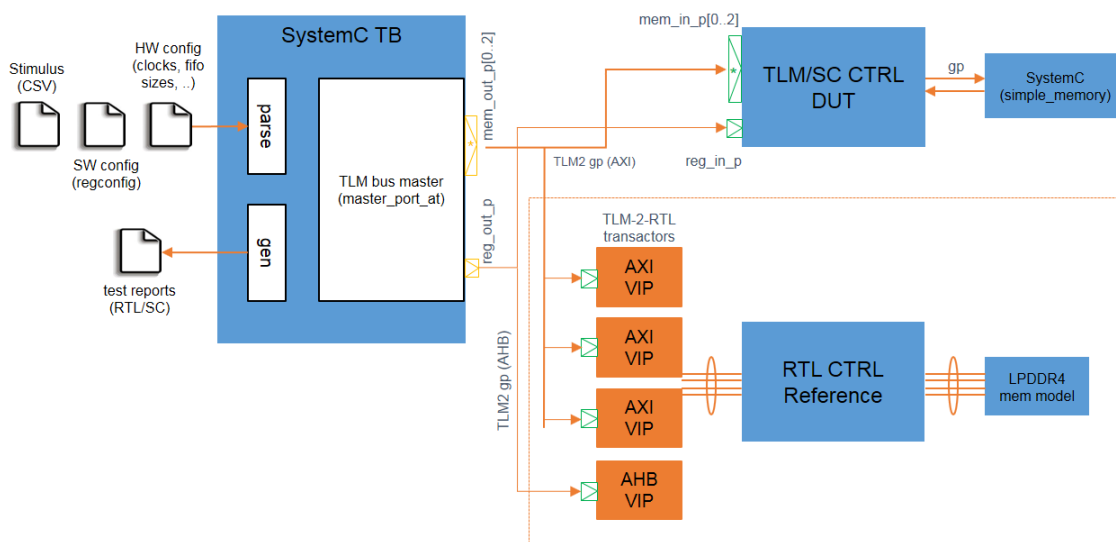 Stimulus
(CSV)
HW config
(clocks, fifo
sizes, ..)
SW config
(regconfig)
test reports
(RTL/SC)
SystemC TB
parse
gen
TLM bus master
(master_port_at)
mem_out_p[0..2]
*
reg_out_p
TLM2 gp (AXI)
TLM2 gp (AHB)
mem_in_p[0..2]
*
reg_in_p
TLM/SC CTRL
DUT
gp
SystemC
(simple_memory)
TLM-2-RTL
transactors
AXI
VIP
AXI
VIP
AXI
VIP
AHB
VIP
RTL CTRL
Reference
LPDDR4
mem model